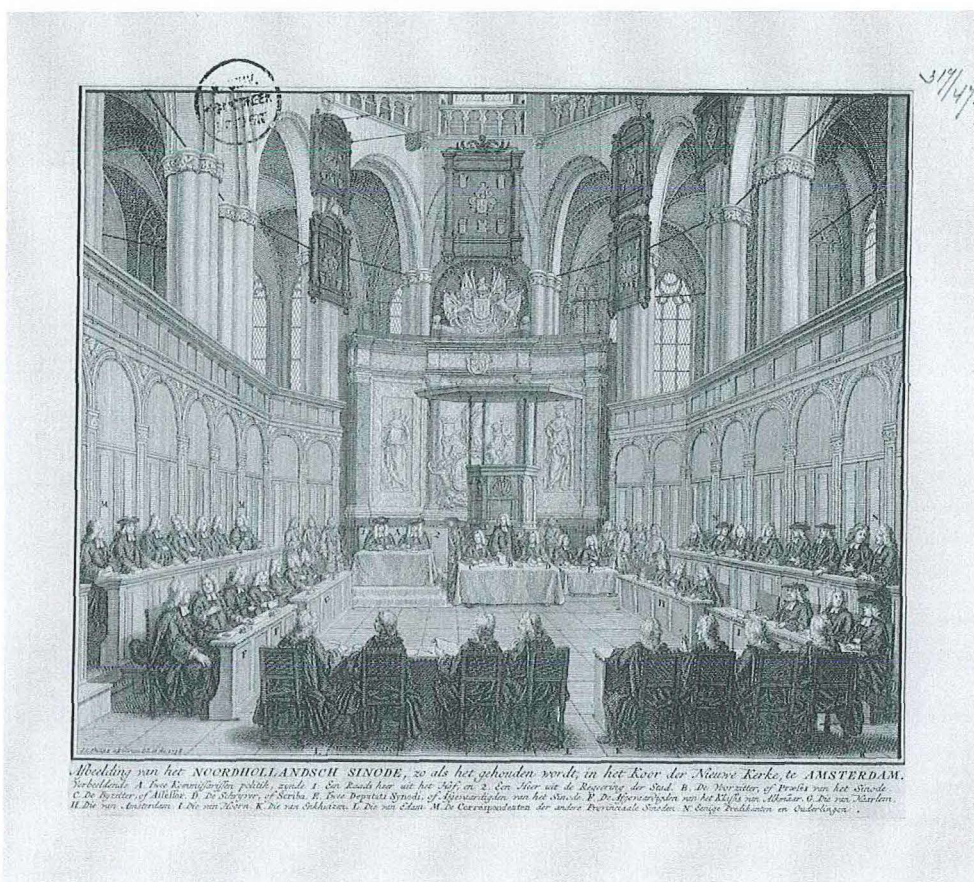 317/47
Afbeelding van het NOORDHOLLANDSCH SINODE, zo als het gehouden wordt, in het Koor der Nieuwe Kerke, te AMSTERDAM.
Verbeeldende A. Twee Kommissarissen politik, zynde 1. Een Raadsheer uit het Hof, en 2. Een Heer uit de Regeering der Stad. B. De Voorzitter, of Præses van het Sinode.
C. De Byzitter, of Assessor. D. De Schryver, of Scriba. E. Twee Deputati Synodi, of Afgevaardigden van het Sinode. F. De Afgevaardigden van het Klassis van Alkmaar. G. Die van Haarlem.
H. Die van Amsterdam. I. Die van Hoorn. K. Die van Enkhuizen. L. Die van Edam. M. De Correspondenten der andere Provinciaale Sinoden. N. Eenige Predikanten en Ouderlingen.